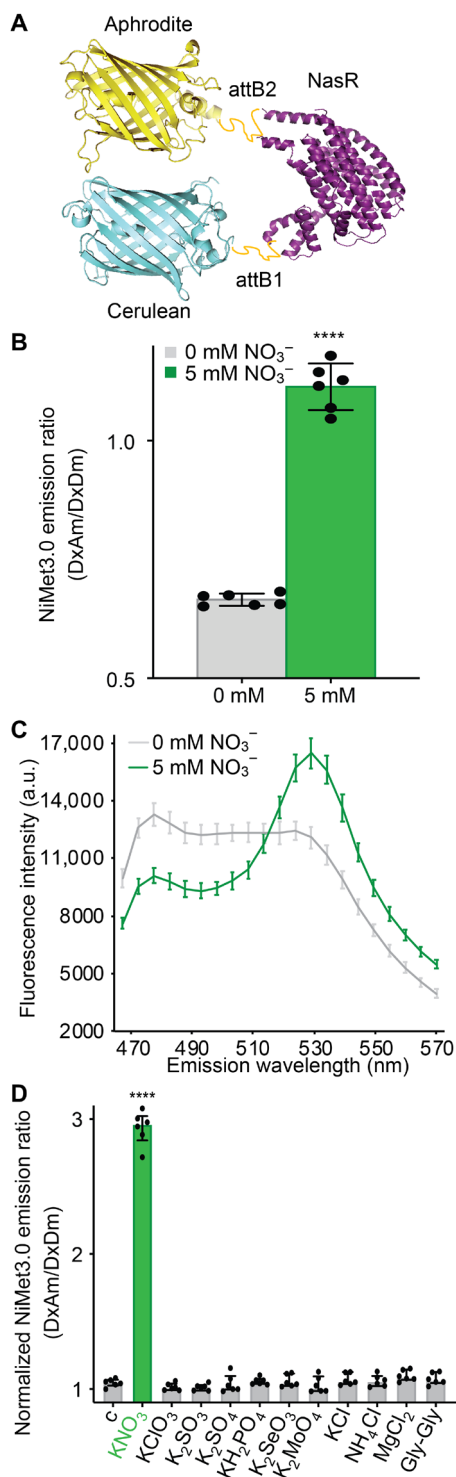 A
Aphrodite
attB2
NasR
attB1
Cerulean
B
****
0 mM NO₃⁻
5 mM NO₃⁻
NiMet3.0 emission ratio
(DxAm/DxDm)
1.0
0.5
0 mM
5 mM
C
17,000
0 mM NO₃⁻
5 mM NO₃⁻
14,000
11,000
8000
5000
2000
Fluorescence intensity (a.u.)
470
490
510
530
550
570
Emission wavelength (nm)
D
****
3
2
1
Normalized NiMet3.0 emission ratio
(DxAm/DxDm)
c
KNO₃
KClO₃
K₂SO₃
K₂SO₄
KH₂PO₄
K₂SeO₃
K₂MoO₄
KCl
NH₄Cl
MgCl₂
Gly-Gly